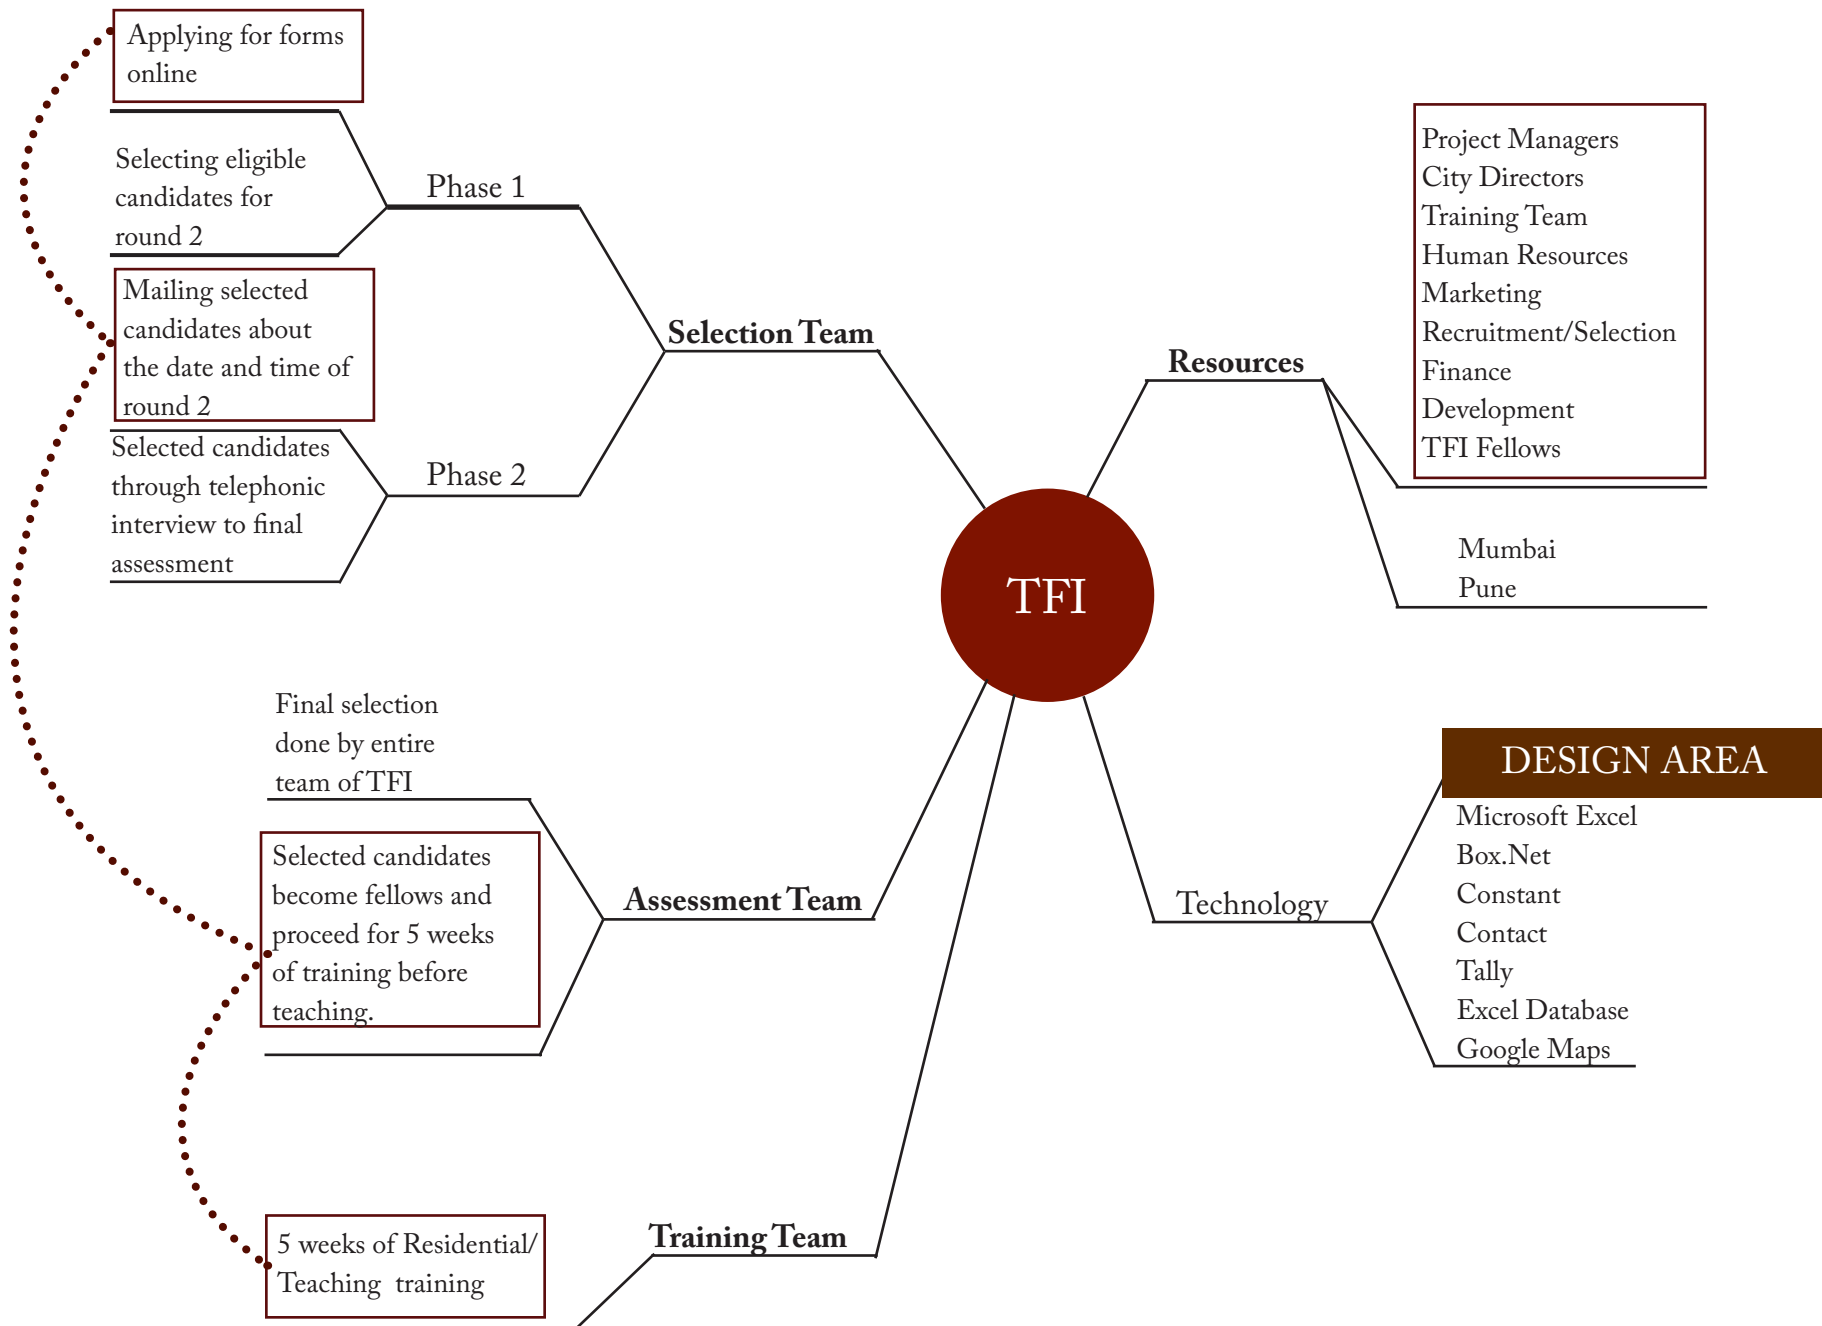 Applying for forms
online
Selecting eligible
candidates for
round 2
Phase 1
Mailing selected
candidates about
the date and time of
round 2
Selected candidates
through telephonic
interview to final
assessment
Phase 2
Selection Team
Resources
Project Managers
City Directors
Training Team
Human Resources
Marketing
Recruitment/Selection
Finance
Development
TFI Fellows
Mumbai
Pune
TFI
Final selection
done by entire
team of TFI
Selected candidates
become fellows and
proceed for 5 weeks
of training before
teaching.
Assessment Team
Technology
DESIGN AREA
Microsoft Excel
Box.Net
Constant
Contact
Tally
Excel Database
Google Maps
Training Team
5 weeks of Residential/
Teaching training